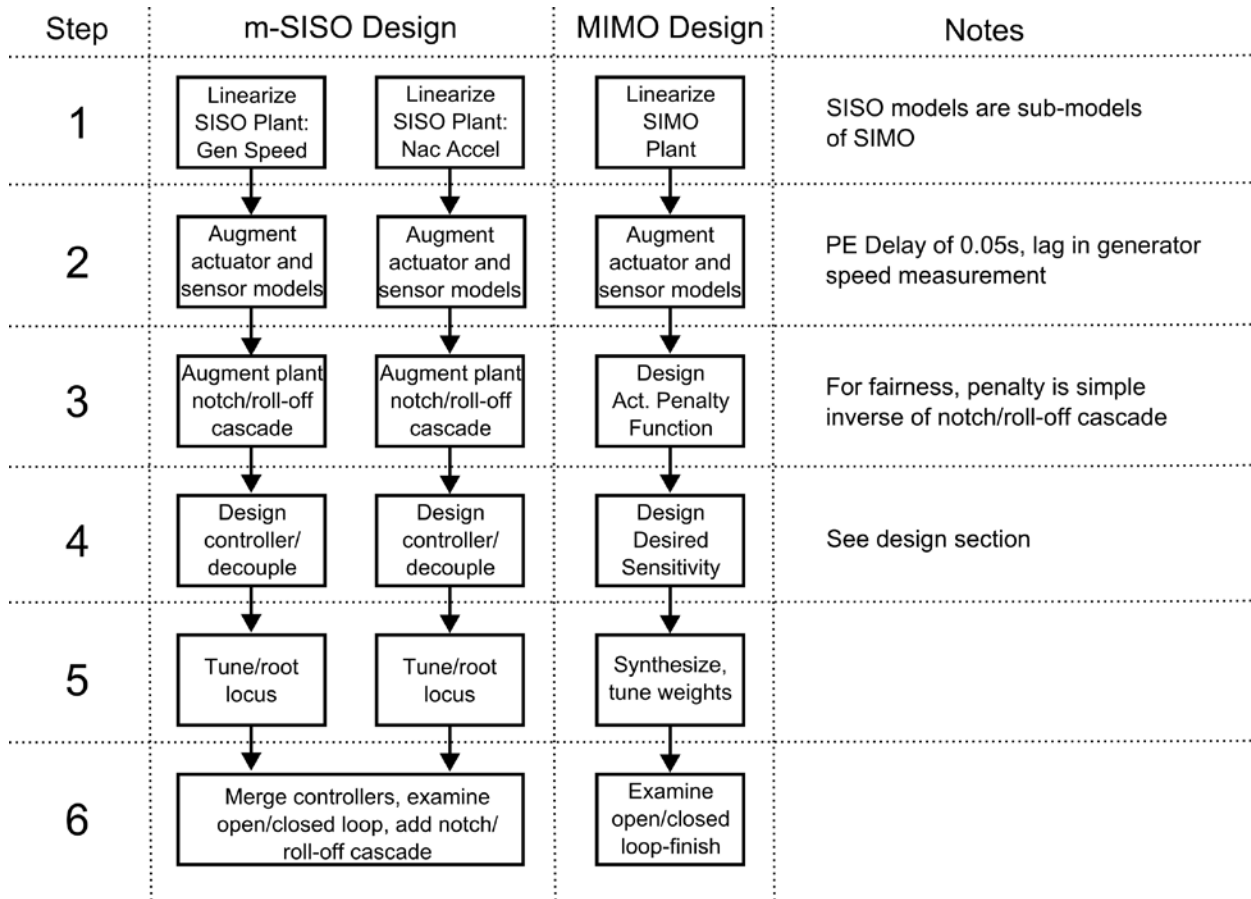 Step
m-SISO Design
MIMO Design
Notes
1
Linearize
SISO Plant:
Gen Speed
Linearize
SISO Plant:
Nac Accel
Linearize
SIMO
Plant
SISO models are sub-models
of SIMO
2
Augment
actuator and
sensor models
Augment
actuator and
sensor models
Augment
actuator and
sensor models
PE Delay of 0.05s, lag in generator
speed measurement
3
Augment plant
notch/roll-off
cascade
Augment plant
notch/roll-off
cascade
Design
Act. Penalty
Function
For fairness, penalty is simple
inverse of notch/roll-off cascade
4
Design
controller/
decouple
Design
controller/
decouple
Design
Desired
Sensitivity
See design section
5
Tune/root
locus
Tune/root
locus
Synthesize,
tune weights
6
Merge controllers, examine
open/closed loop, add notch/
roll-off cascade
Examine
open/closed
loop-finish